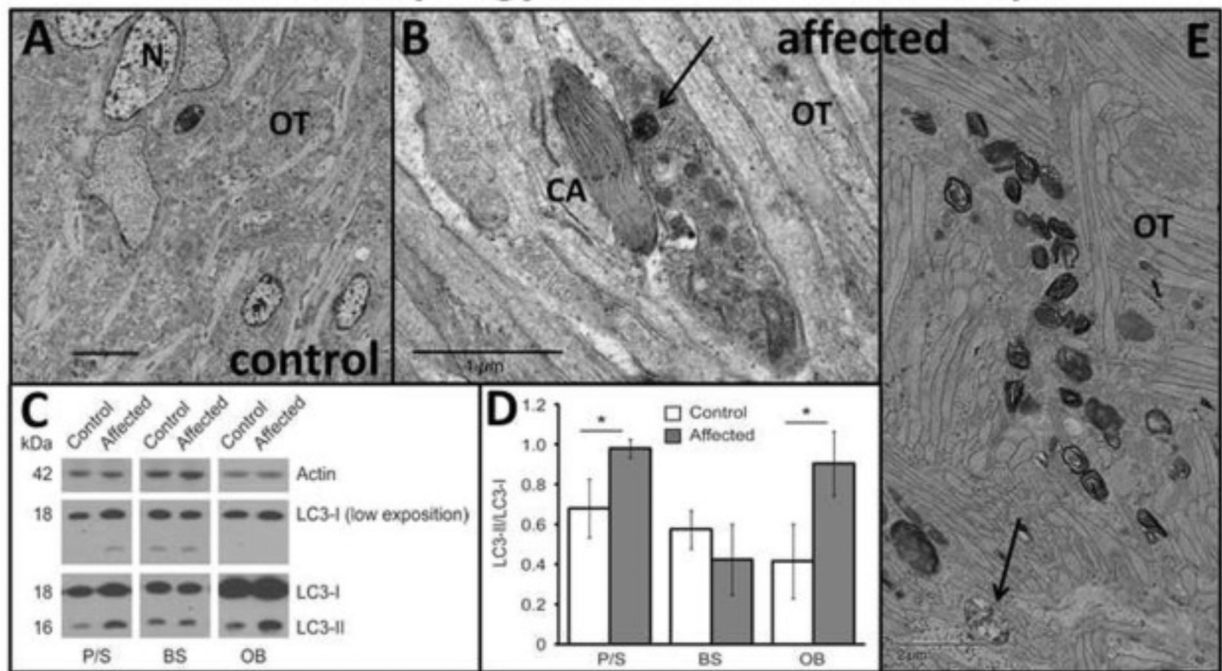 A
N
OT
control
B
affected
OT
CA
1 µm
E
OT
2 µm
C
Control
Affected
Control
Affected
Control
Affected
kDa
42
Actin
18
LC3-I (low exposition)
18
LC3-I
16
LC3-II
P/S
BS
OB
D
Control
Affected
LC3-II/LC3-I
1.2
1.0
0.8
0.6
0.4
0.2
0
*
*
P/S
BS
OB